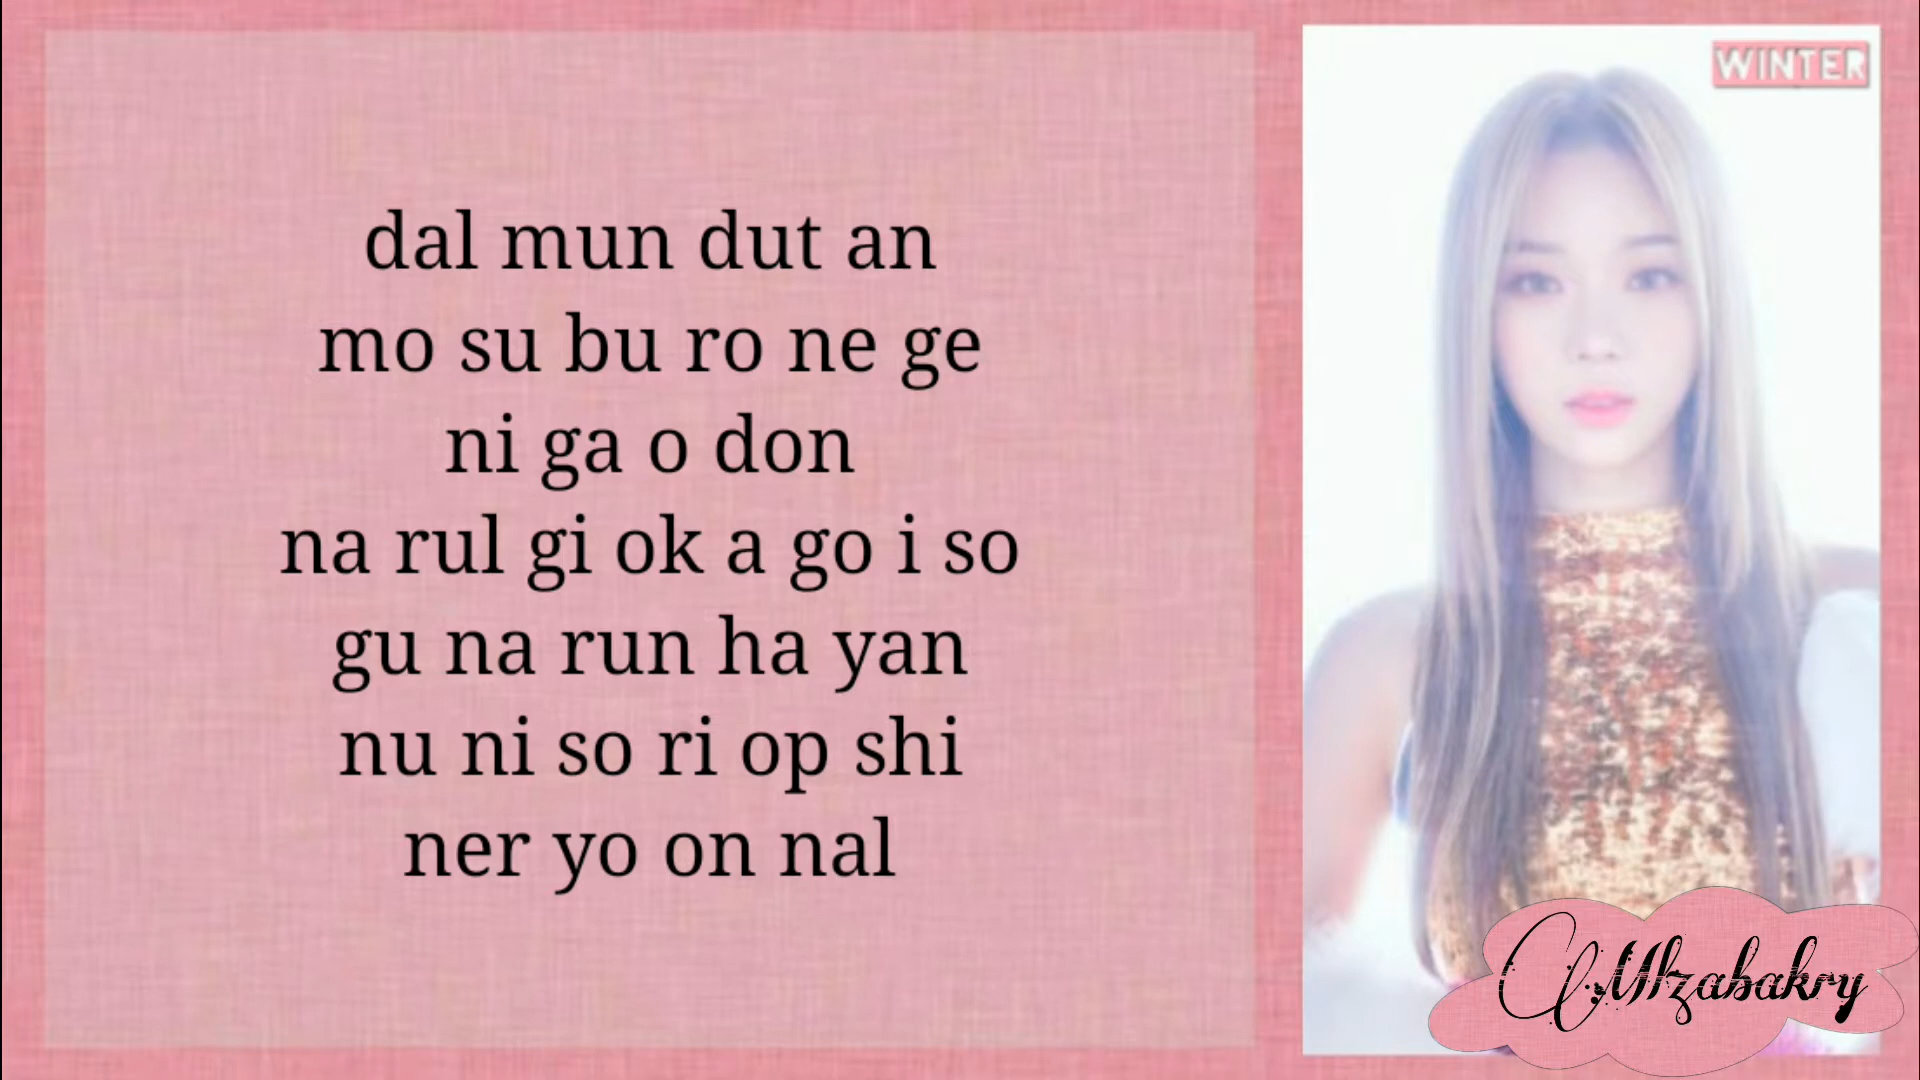 dal mun dut an
mo su bu ro ne ge
ni ga o don
na rul gi ok a go i so
gu na run ha yan
nu ni so ri op shi
ner yo on nal
WINTER
Ulzabakry